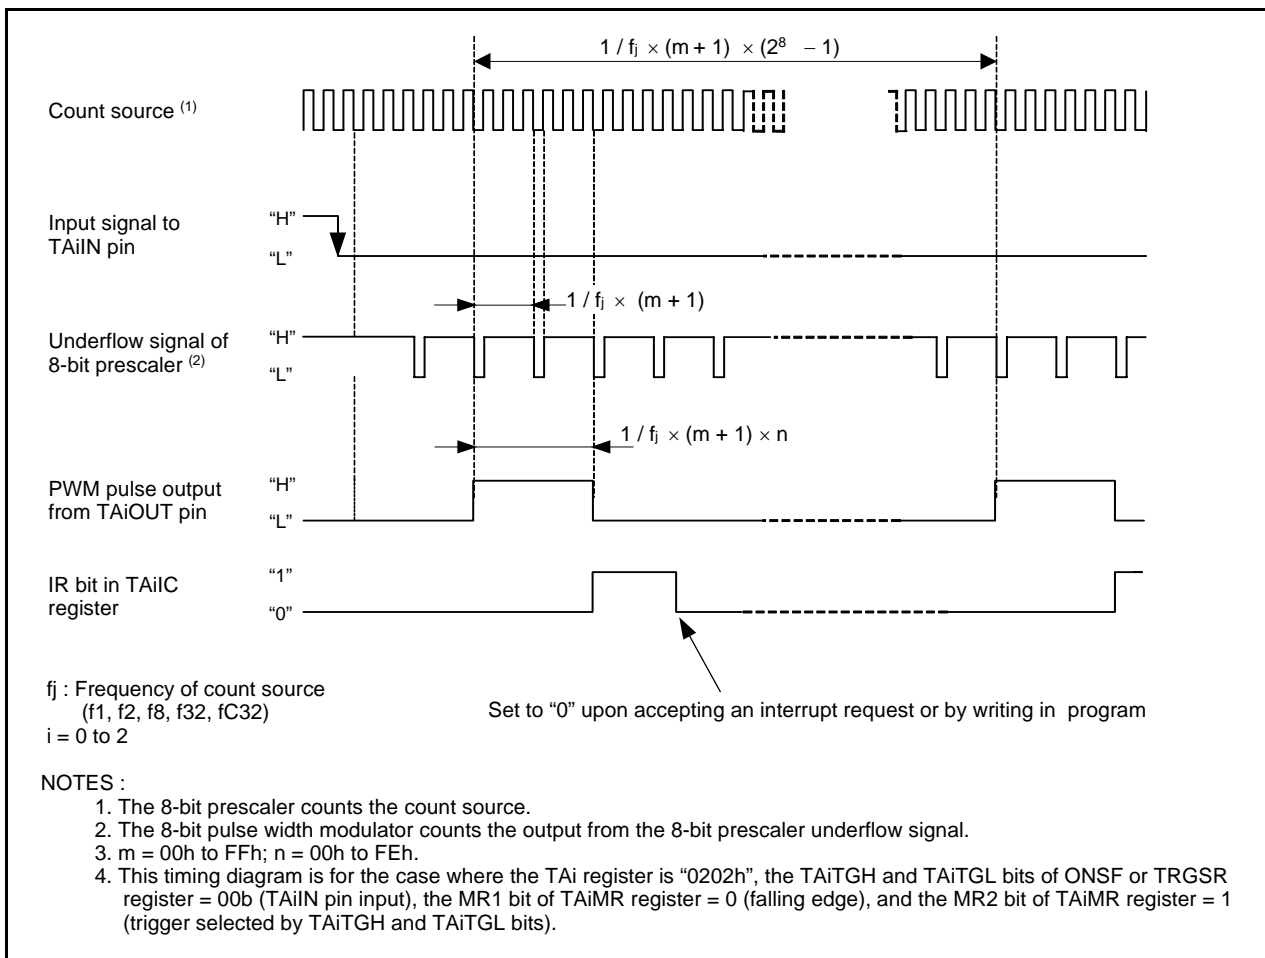 1 / fj × (m + 1) × (2⁸ – 1)
Count source (1)
Input signal to
TAiIN pin
“H”
“L”
1 / fj × (m + 1)
Underflow signal of
8-bit prescaler (2)
“H”
“L”
1 / fj × (m + 1) × n
PWM pulse output
from TAiOUT pin
“H”
“L”
IR bit in TAiIC
register
“1”
“0”
fj : Frequency of count source
(f1, f2, f8, f32, fC32)
i = 0 to 2
Set to “0” upon accepting an interrupt request or by writing in program
NOTES :
1. The 8-bit prescaler counts the count source.
2. The 8-bit pulse width modulator counts the output from the 8-bit prescaler underflow signal.
3. m = 00h to FFh; n = 00h to FEh.
4. This timing diagram is for the case where the TAi register is “0202h”, the TAiTGH and TAiTGL bits of ONSF or TRGSR
register = 00b (TAiIN pin input), the MR1 bit of TAiMR register = 0 (falling edge), and the MR2 bit of TAiMR register = 1
(trigger selected by TAiTGH and TAiTGL bits).